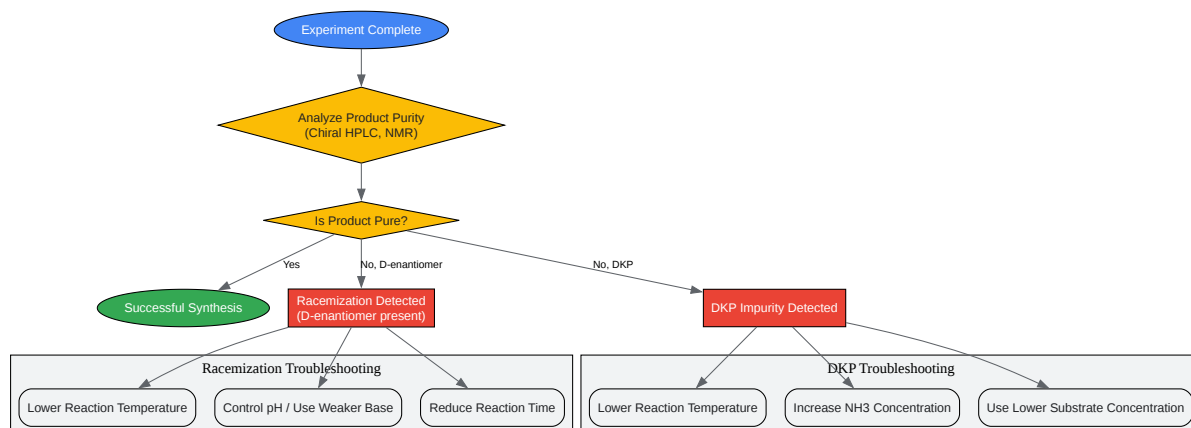 Experiment Complete
Analyze Product Purity
(Chiral HPLC, NMR)
Is Product Pure?
Yes
No, D-enantiomer
No, DKP
Successful Synthesis
Racemization Detected
(D-enantiomer present)
DKP Impurity Detected
Racemization Troubleshooting
DKP Troubleshooting
Lower Reaction Temperature
Control pH / Use Weaker Base
Reduce Reaction Time
Lower Reaction Temperature
Increase NH3 Concentration
Use Lower Substrate Concentration